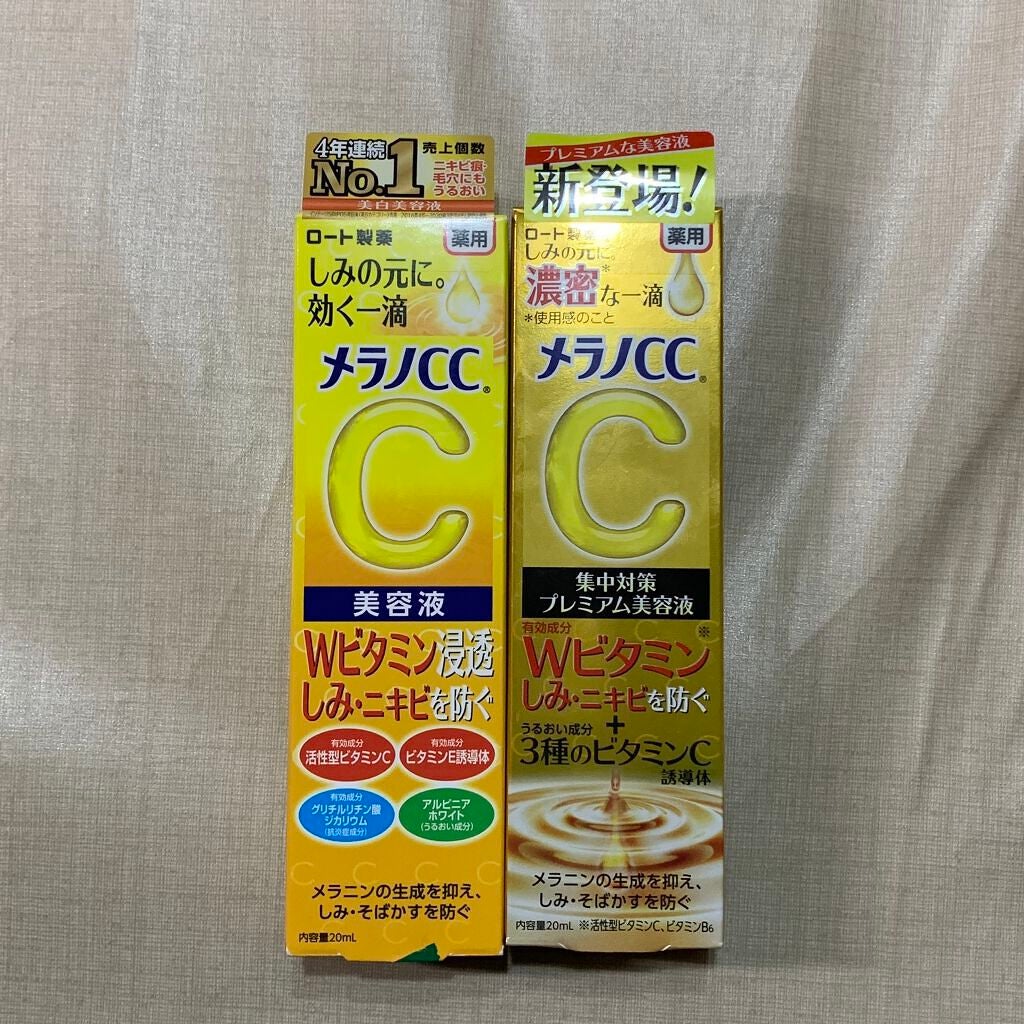 4年連続
売上個数
No.1
ニキビ痕・
毛穴にも
うるおい
美白美容液
ロート製薬
薬用
しみの元に。
効く一滴
メラノCC®
C
美容液
Wビタミン浸透
しみ・ニキビを防ぐ
有効成分
活性型ビタミンC
有効成分
ビタミンE誘導体
有効成分
グリチルリチン酸
ジカリウム
(抗炎症成分)
アルピニア
ホワイト
(うるおい成分)
メラニンの生成を抑え、
しみ・そばかすを防ぐ
内容量20mL
プレミアムな美容液
新登場!
ロート製薬
薬用
しみの元に。
濃密*な一滴
*使用感のこと
メラノCC®
C
集中対策
プレミアム美容液
有効成分
Wビタミン※
しみ・ニキビを防ぐ
+
うるおい成分
3種のビタミンC
誘導体
メラニンの生成を抑え、
しみ・そばかすを防ぐ
内容量20mL ※活性型ビタミンC、ビタミンB6